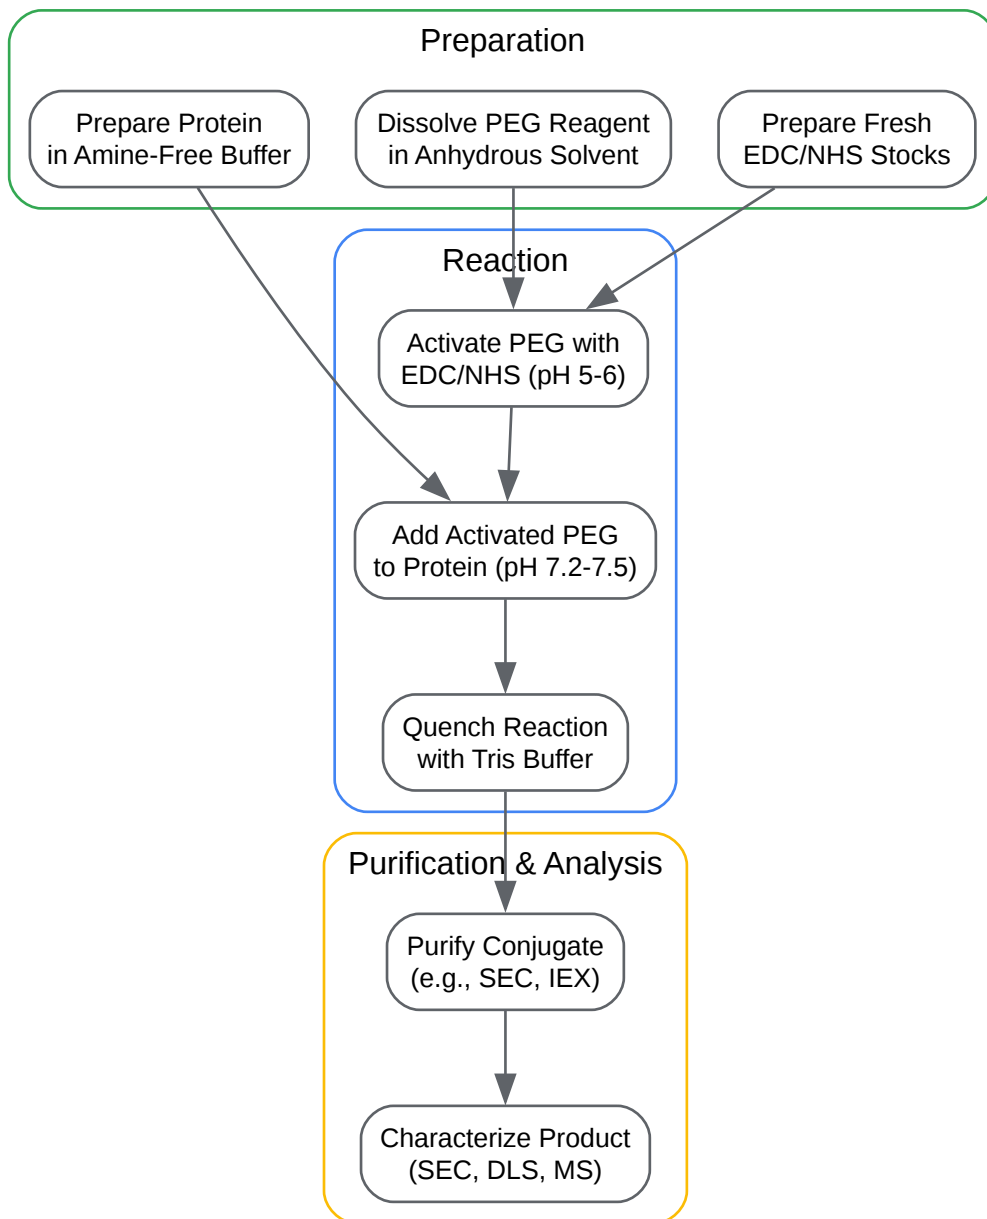 Preparation
Prepare Protein
in Amine-Free Buffer
Dissolve PEG Reagent
in Anhydrous Solvent
Prepare Fresh
EDC/NHS Stocks
Reaction
Activate PEG with
EDC/NHS (pH 5-6)
Add Activated PEG
to Protein (pH 7.2-7.5)
Quench Reaction
with Tris Buffer
Purification & Analysis
Purify Conjugate
(e.g., SEC, IEX)
Characterize Product
(SEC, DLS, MS)